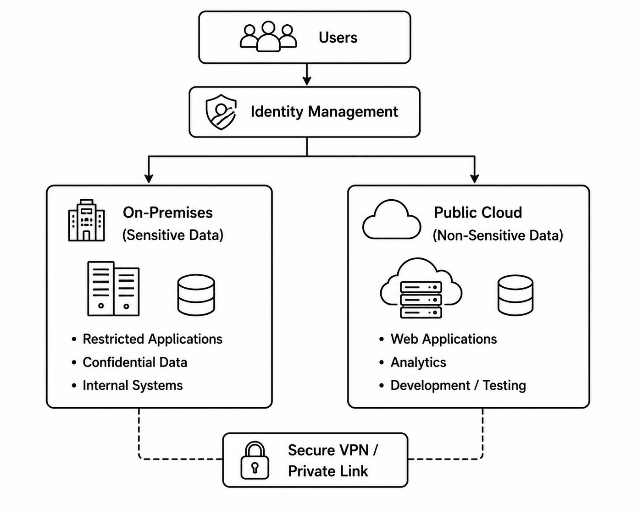 Users
Identity Management
On-Premises
(Sensitive Data)
• Restricted Applications
• Confidential Data
• Internal Systems
Public Cloud
(Non-Sensitive Data)
• Web Applications
• Analytics
• Development / Testing
Secure VPN /
Private Link